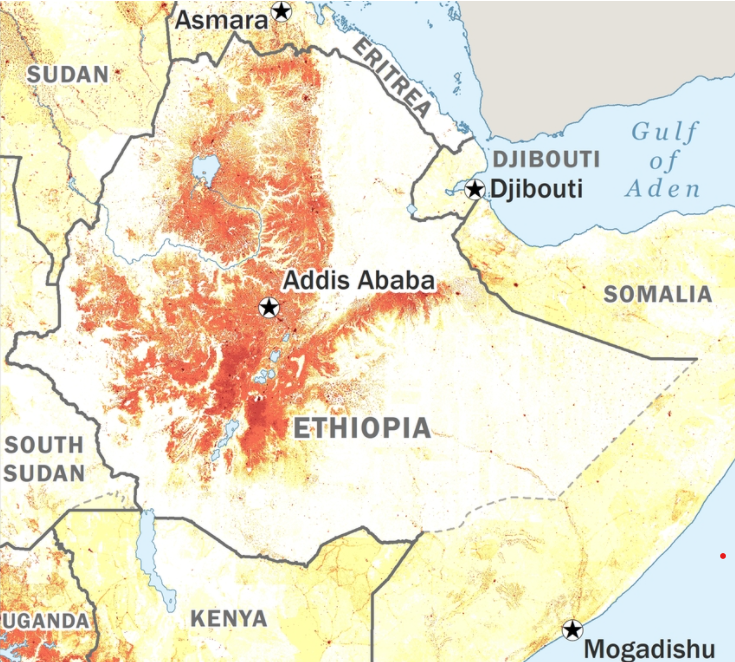 Asmara
SUDAN
ERITREA
Gulf
of
Aden
DJIBOUTI
Djibouti
Addis Ababa
SOMALIA
ETHIOPIA
SOUTH
SUDAN
UGANDA
KENYA
Mogadishu